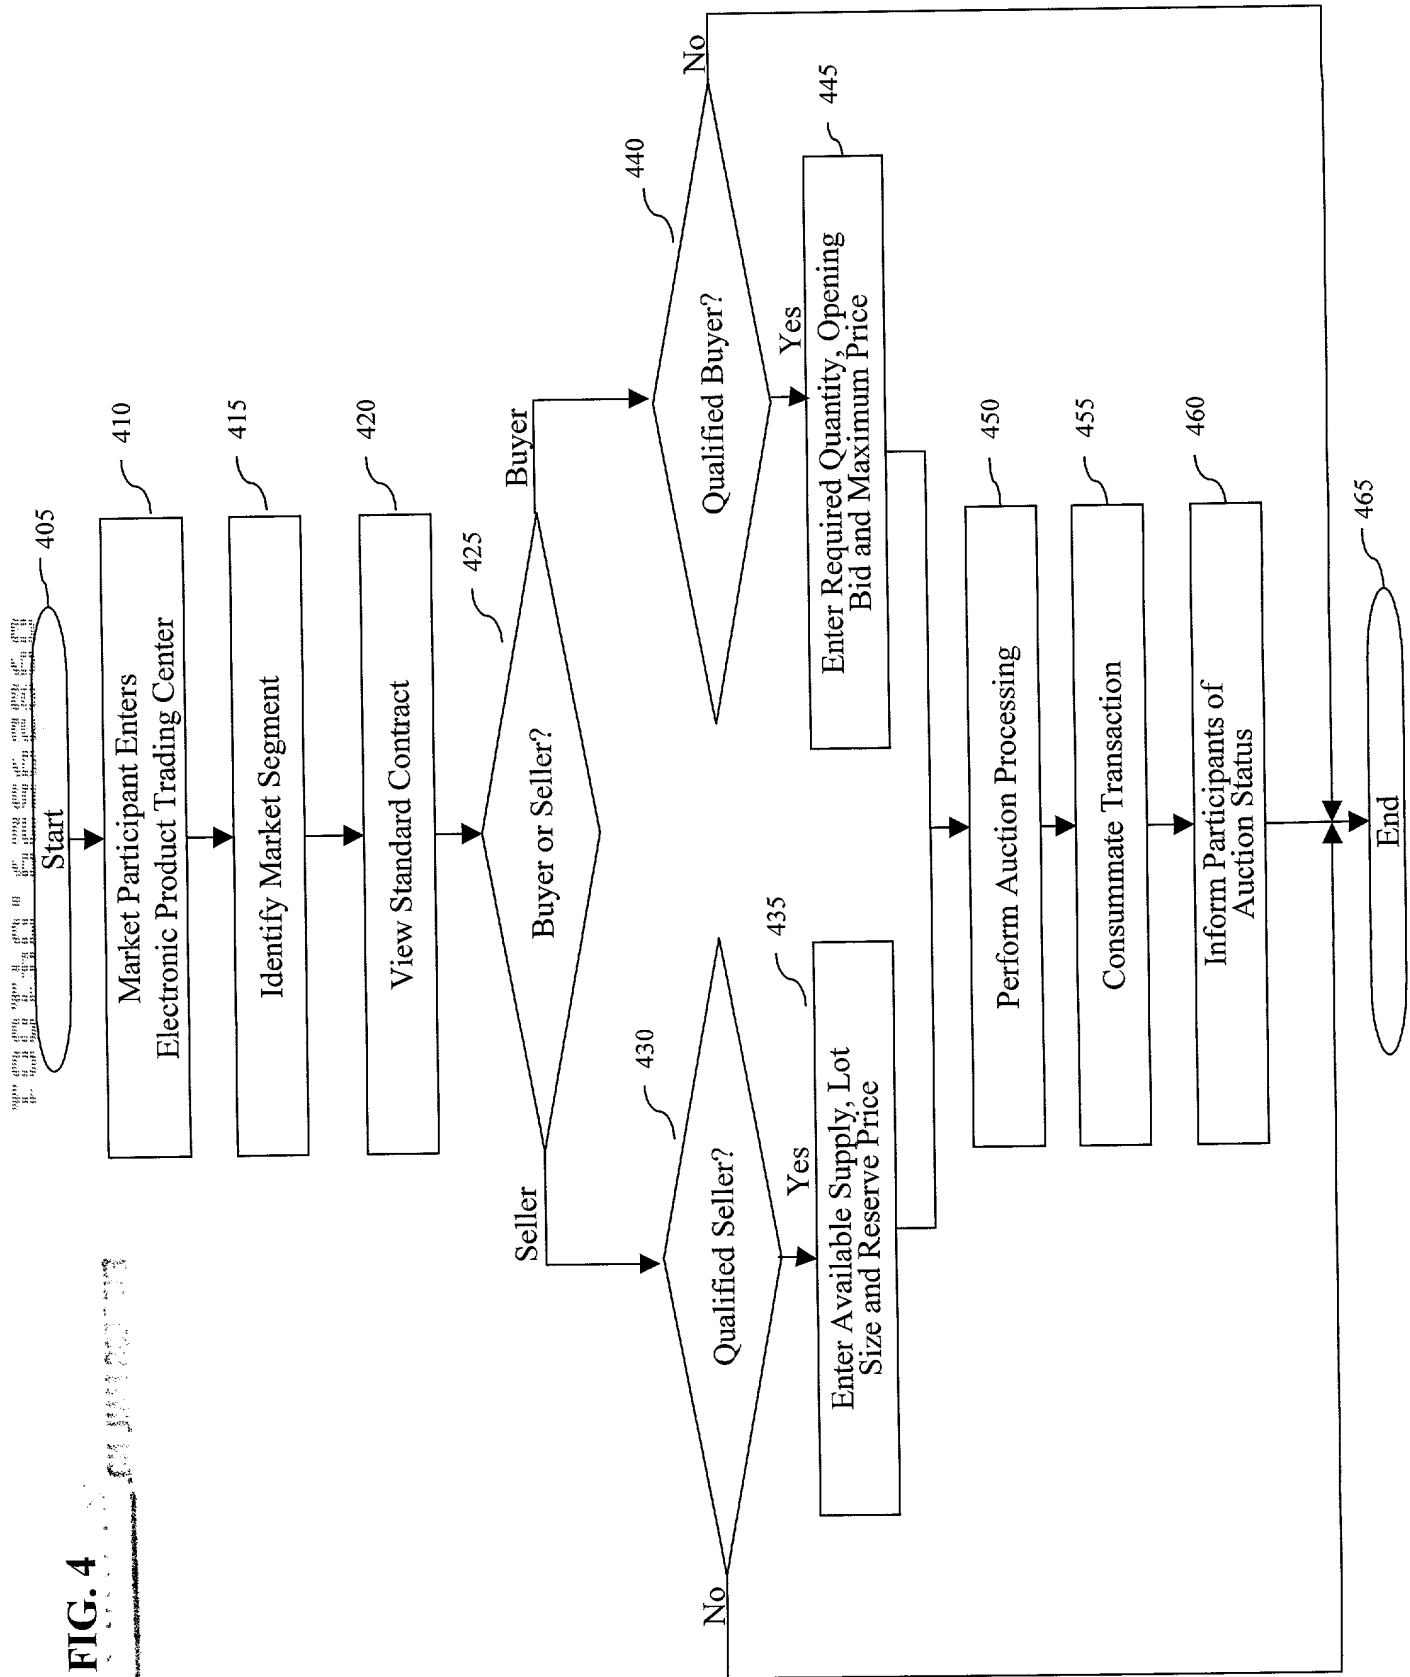 FIG. 4
Start
405
Market Participant Enters
Electronic Product Trading Center
410
Identify Market Segment
415
View Standard Contract
420
Buyer or Seller?
425
Seller
Buyer
Qualified Seller?
430
No
Yes
Enter Available Supply, Lot
Size and Reserve Price
435
Qualified Buyer?
440
No
Yes
Enter Required Quantity, Opening
Bid and Maximum Price
445
Perform Auction Processing
450
Consummate Transaction
455
Inform Participants of
Auction Status
460
End
465